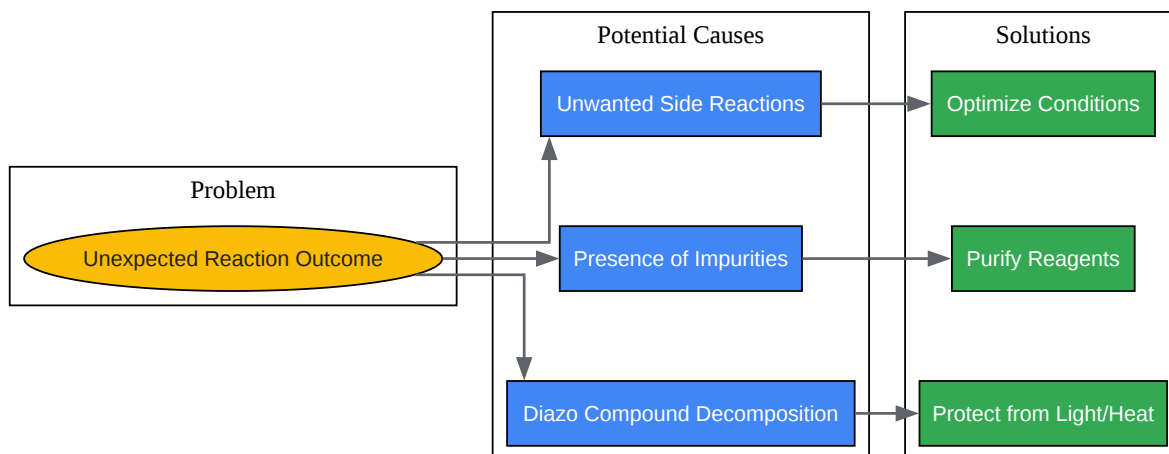 Problem
Unexpected Reaction Outcome
Potential Causes
Unwanted Side Reactions
Presence of Impurities
Diazo Compound Decomposition
Solutions
Optimize Conditions
Purify Reagents
Protect from Light/Heat